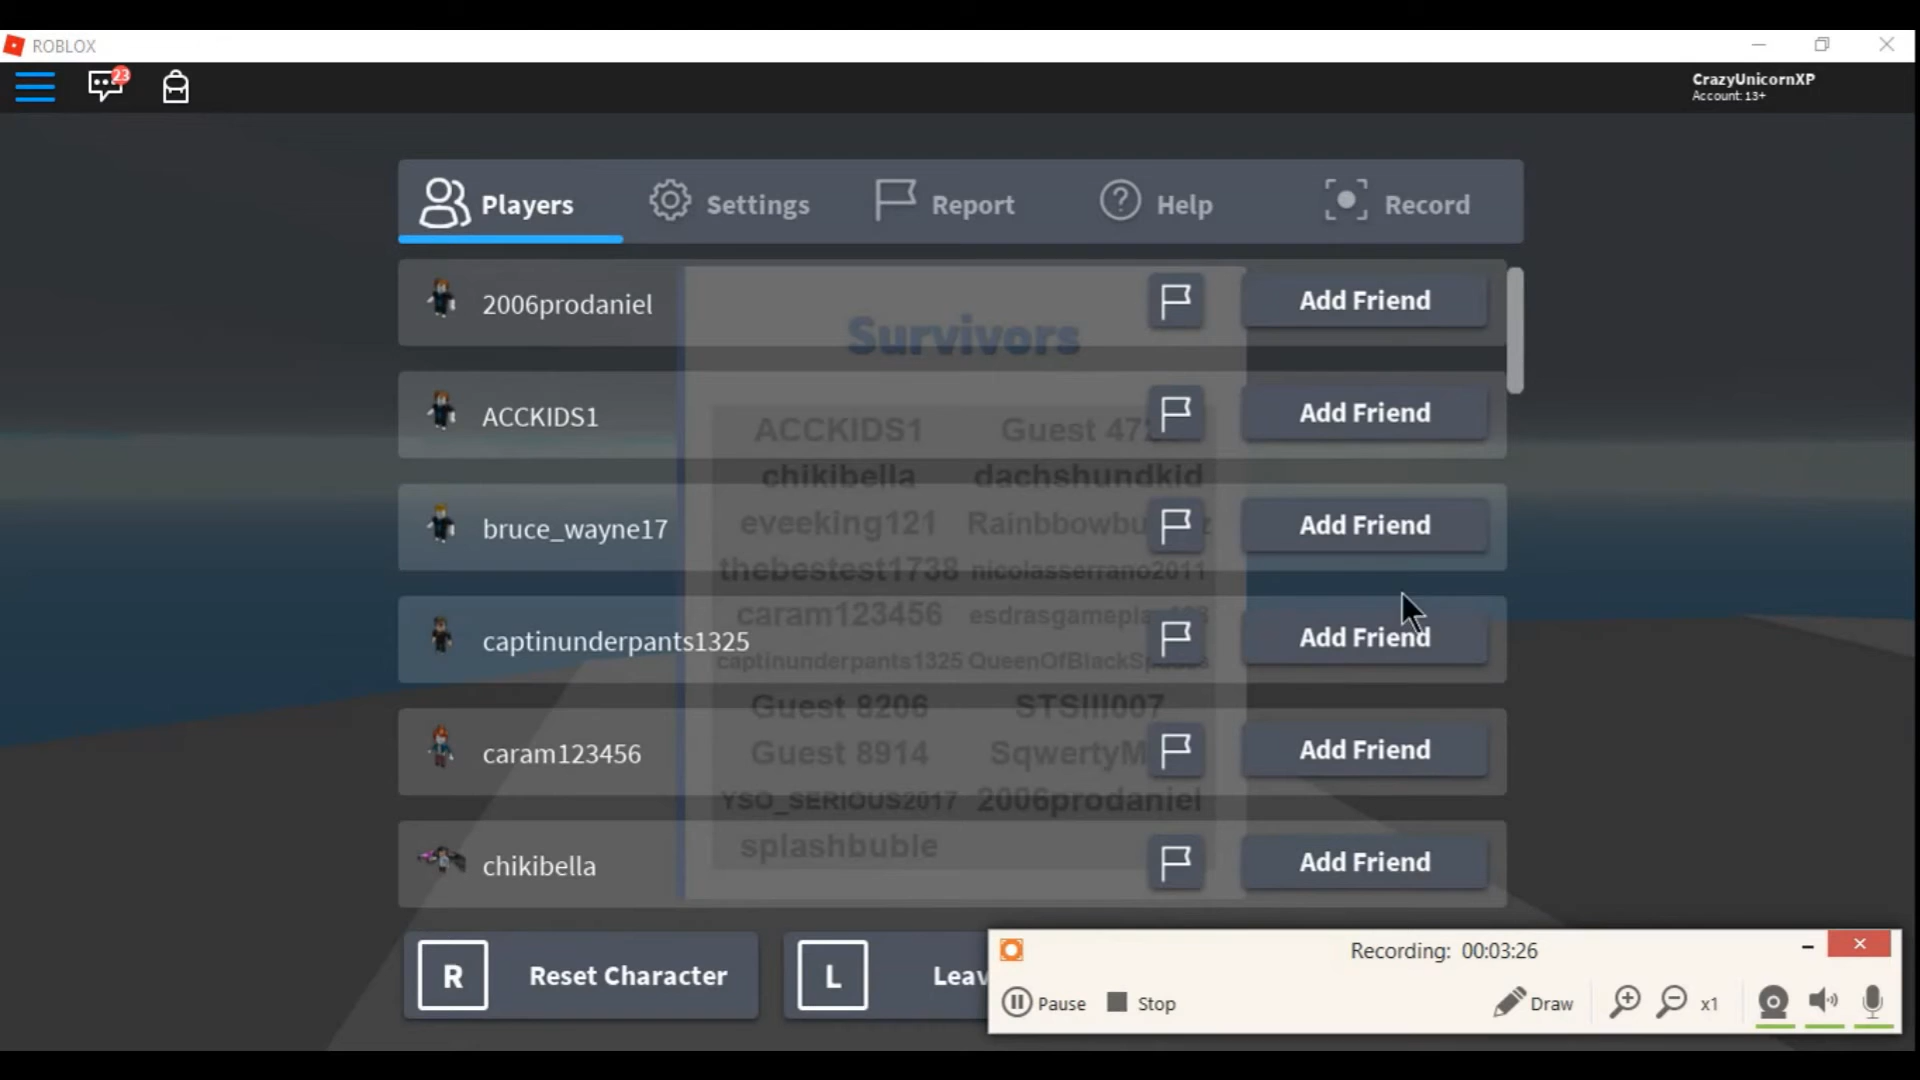 ROBLOX
23
CrazyUnicornXP
Account: 13+
Players Settings Report Help Record
2006prodaniel Add Friend
Survivors
ACCKIDS1 Add Friend
ACCKIDS1 Guest
chikibella dachshundkid
bruce_wayne17 Add Friend
eveeking121
thebestest1738 nicolasserrano2011
captinunderpants1325 Add Friend
caram123456
captinunderpants1325
Guest 8206 STSIII007
caram123456 Add Friend
Guest 8914
YSO_SERIOUS2017 2006prodaniel
splashbuble
chikibella Add Friend
R Reset Character L
Recording: 00:03:26
Pause Stop Draw x1